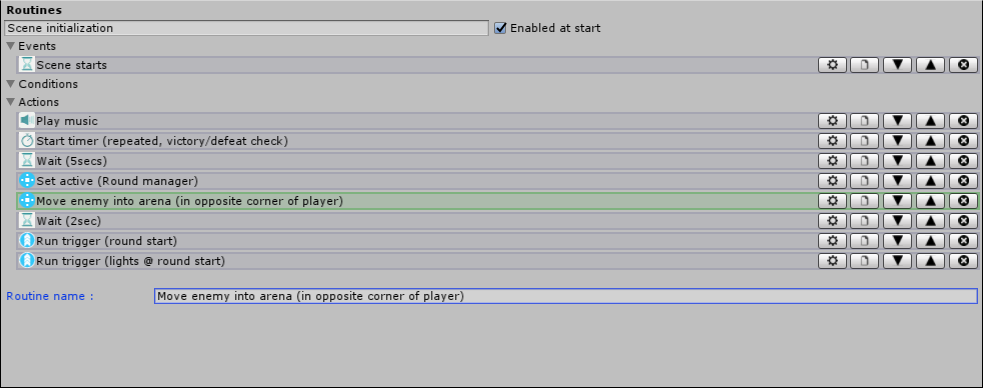 Routines
Scene initialization
Enabled at start
Events
Scene starts
Conditions
Actions
Play music
Start timer (repeated, victory/defeat check)
Wait (5secs)
Set active (Round manager)
Move enemy into arena (in opposite corner of player)
Wait (2sec)
Run trigger (round start)
Run trigger (lights @ round start)
Routine name : Move enemy into arena (in opposite corner of player)